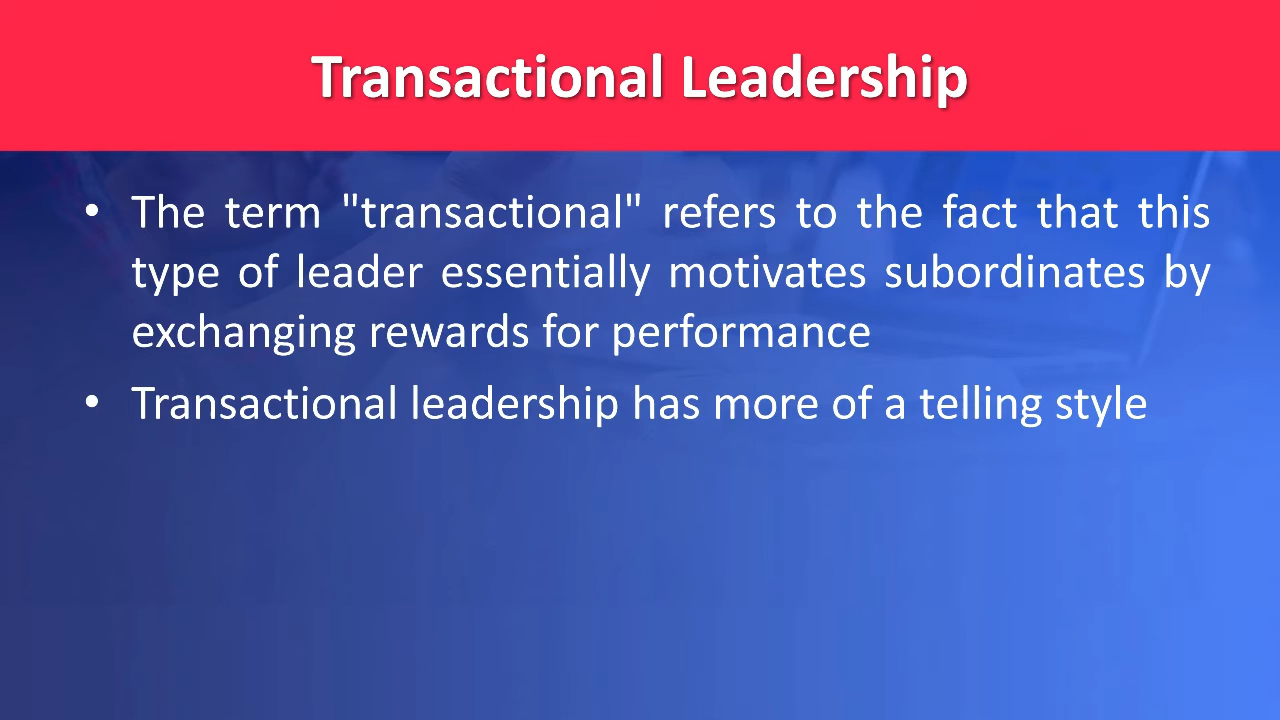 Transactional Leadership
• The term "transactional" refers to the fact that this
type of leader essentially motivates subordinates by
exchanging rewards for performance
• Transactional leadership has more of a telling style